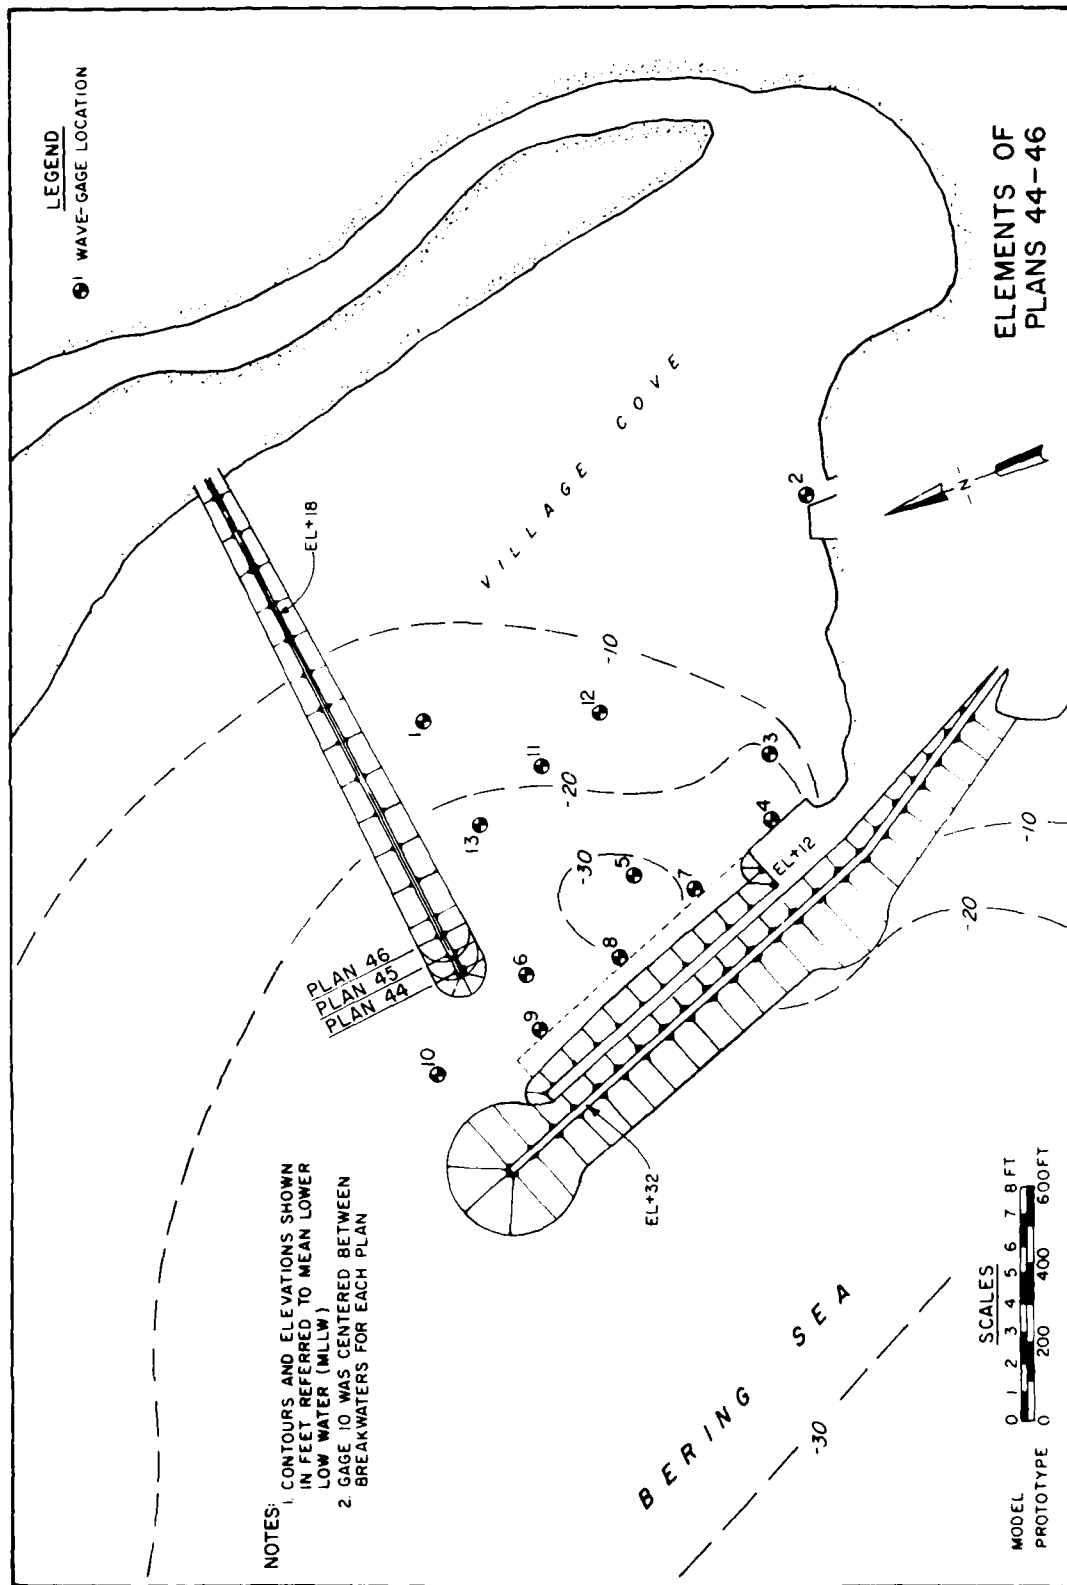 LEGEND
1 WAVE-GAGE LOCATION
EL+18
VILLAGE COVE
-10
1
12
11
-20
13
3
2
N
4
5
-30
7
EL+12
8
6
9
10
PLAN 46
PLAN 45
PLAN 44
-10
-20
EL+32
NOTES:
1. CONTOURS AND ELEVATIONS SHOWN
IN FEET REFERRED TO MEAN LOWER
LOW WATER (MLLW)
2. GAGE 10 WAS CENTERED BETWEEN
BREAKWATERS FOR EACH PLAN
BERING SEA
-30
SCALES
MODEL 0 1 2 3 4 5 6 7 8 FT
PROTOTYPE 0 200 400 600FT
ELEMENTS OF
PLANS 44-46